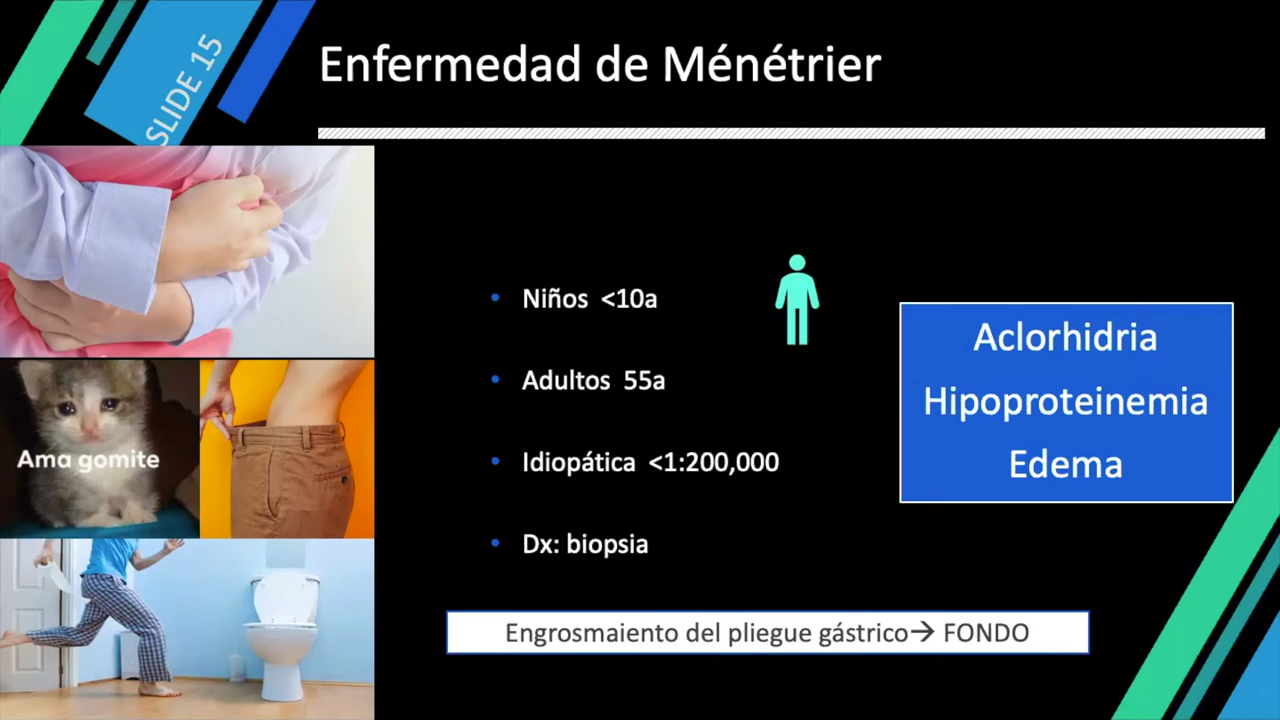 SLIDE 15
Enfermedad de Ménétrier
Ama gomite
• Niños <10a
• Adultos 55a
• Idiopática <1:200,000
• Dx: biopsia
Aclorhidria
Hipoproteinemia
Edema
Engrosmaiento del pliegue gástrico→ FONDO